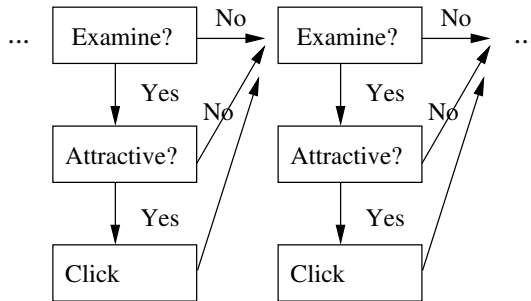 No No
... Examine? Examine? ...
Yes Yes
No No
Attractive? Attractive?
Yes Yes
Click Click